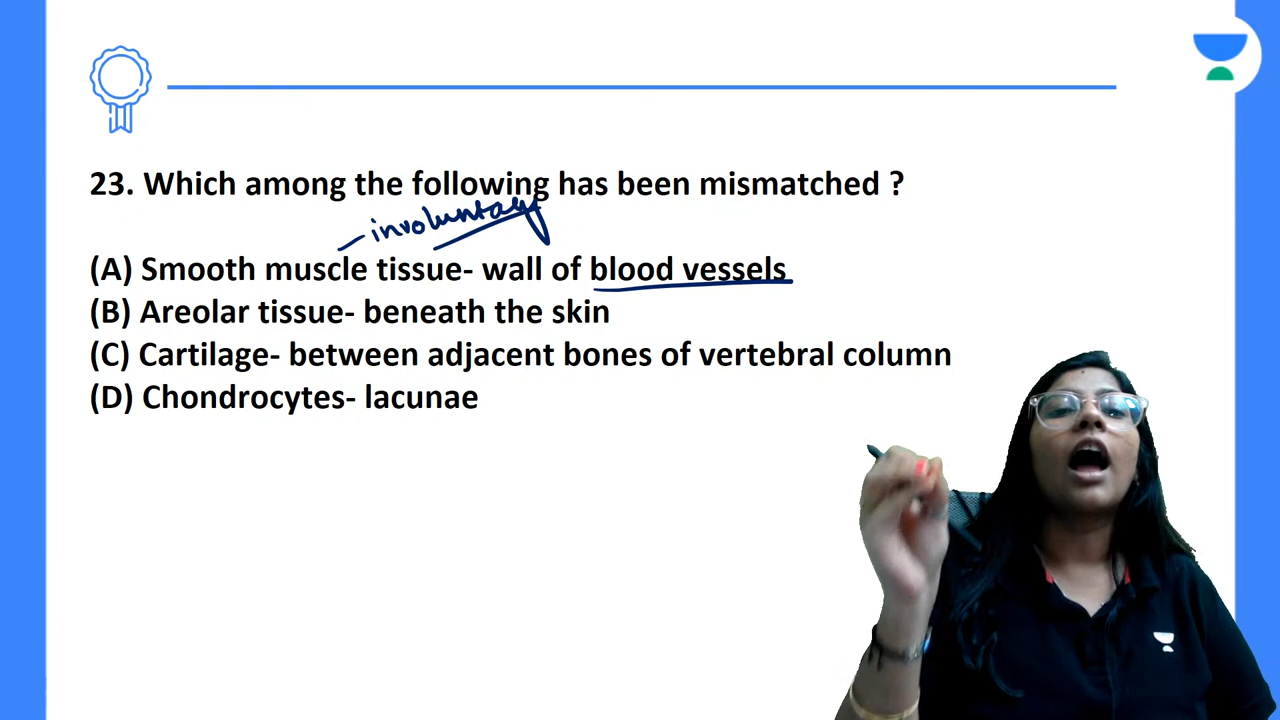 23. Which among the following has been mismatched ?
involuntary
(A) Smooth muscle tissue- wall of blood vessels
(B) Areolar tissue- beneath the skin
(C) Cartilage- between adjacent bones of vertebral column
(D) Chondrocytes- lacunae